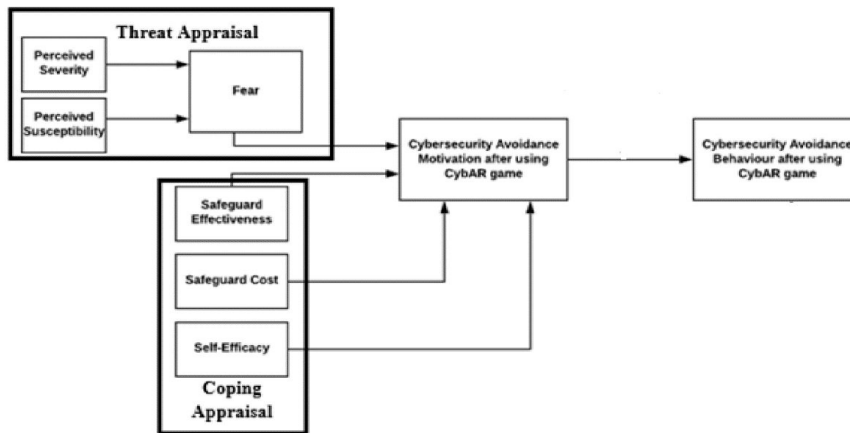 Threat Appraisal
Perceived
Severity
Fear
Perceived
Susceptibility
Cybersecurity Avoidance
Motivation after using
CybAR game
Cybersecurity Avoidance
Behaviour after using
CybAR game
Safeguard
Effectiveness
Safeguard Cost
Self-Efficacy
Coping
Appraisal